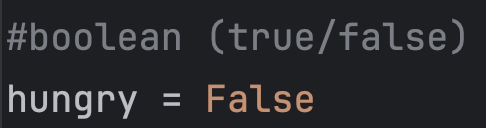 #boolean (true/false)
hungry = False